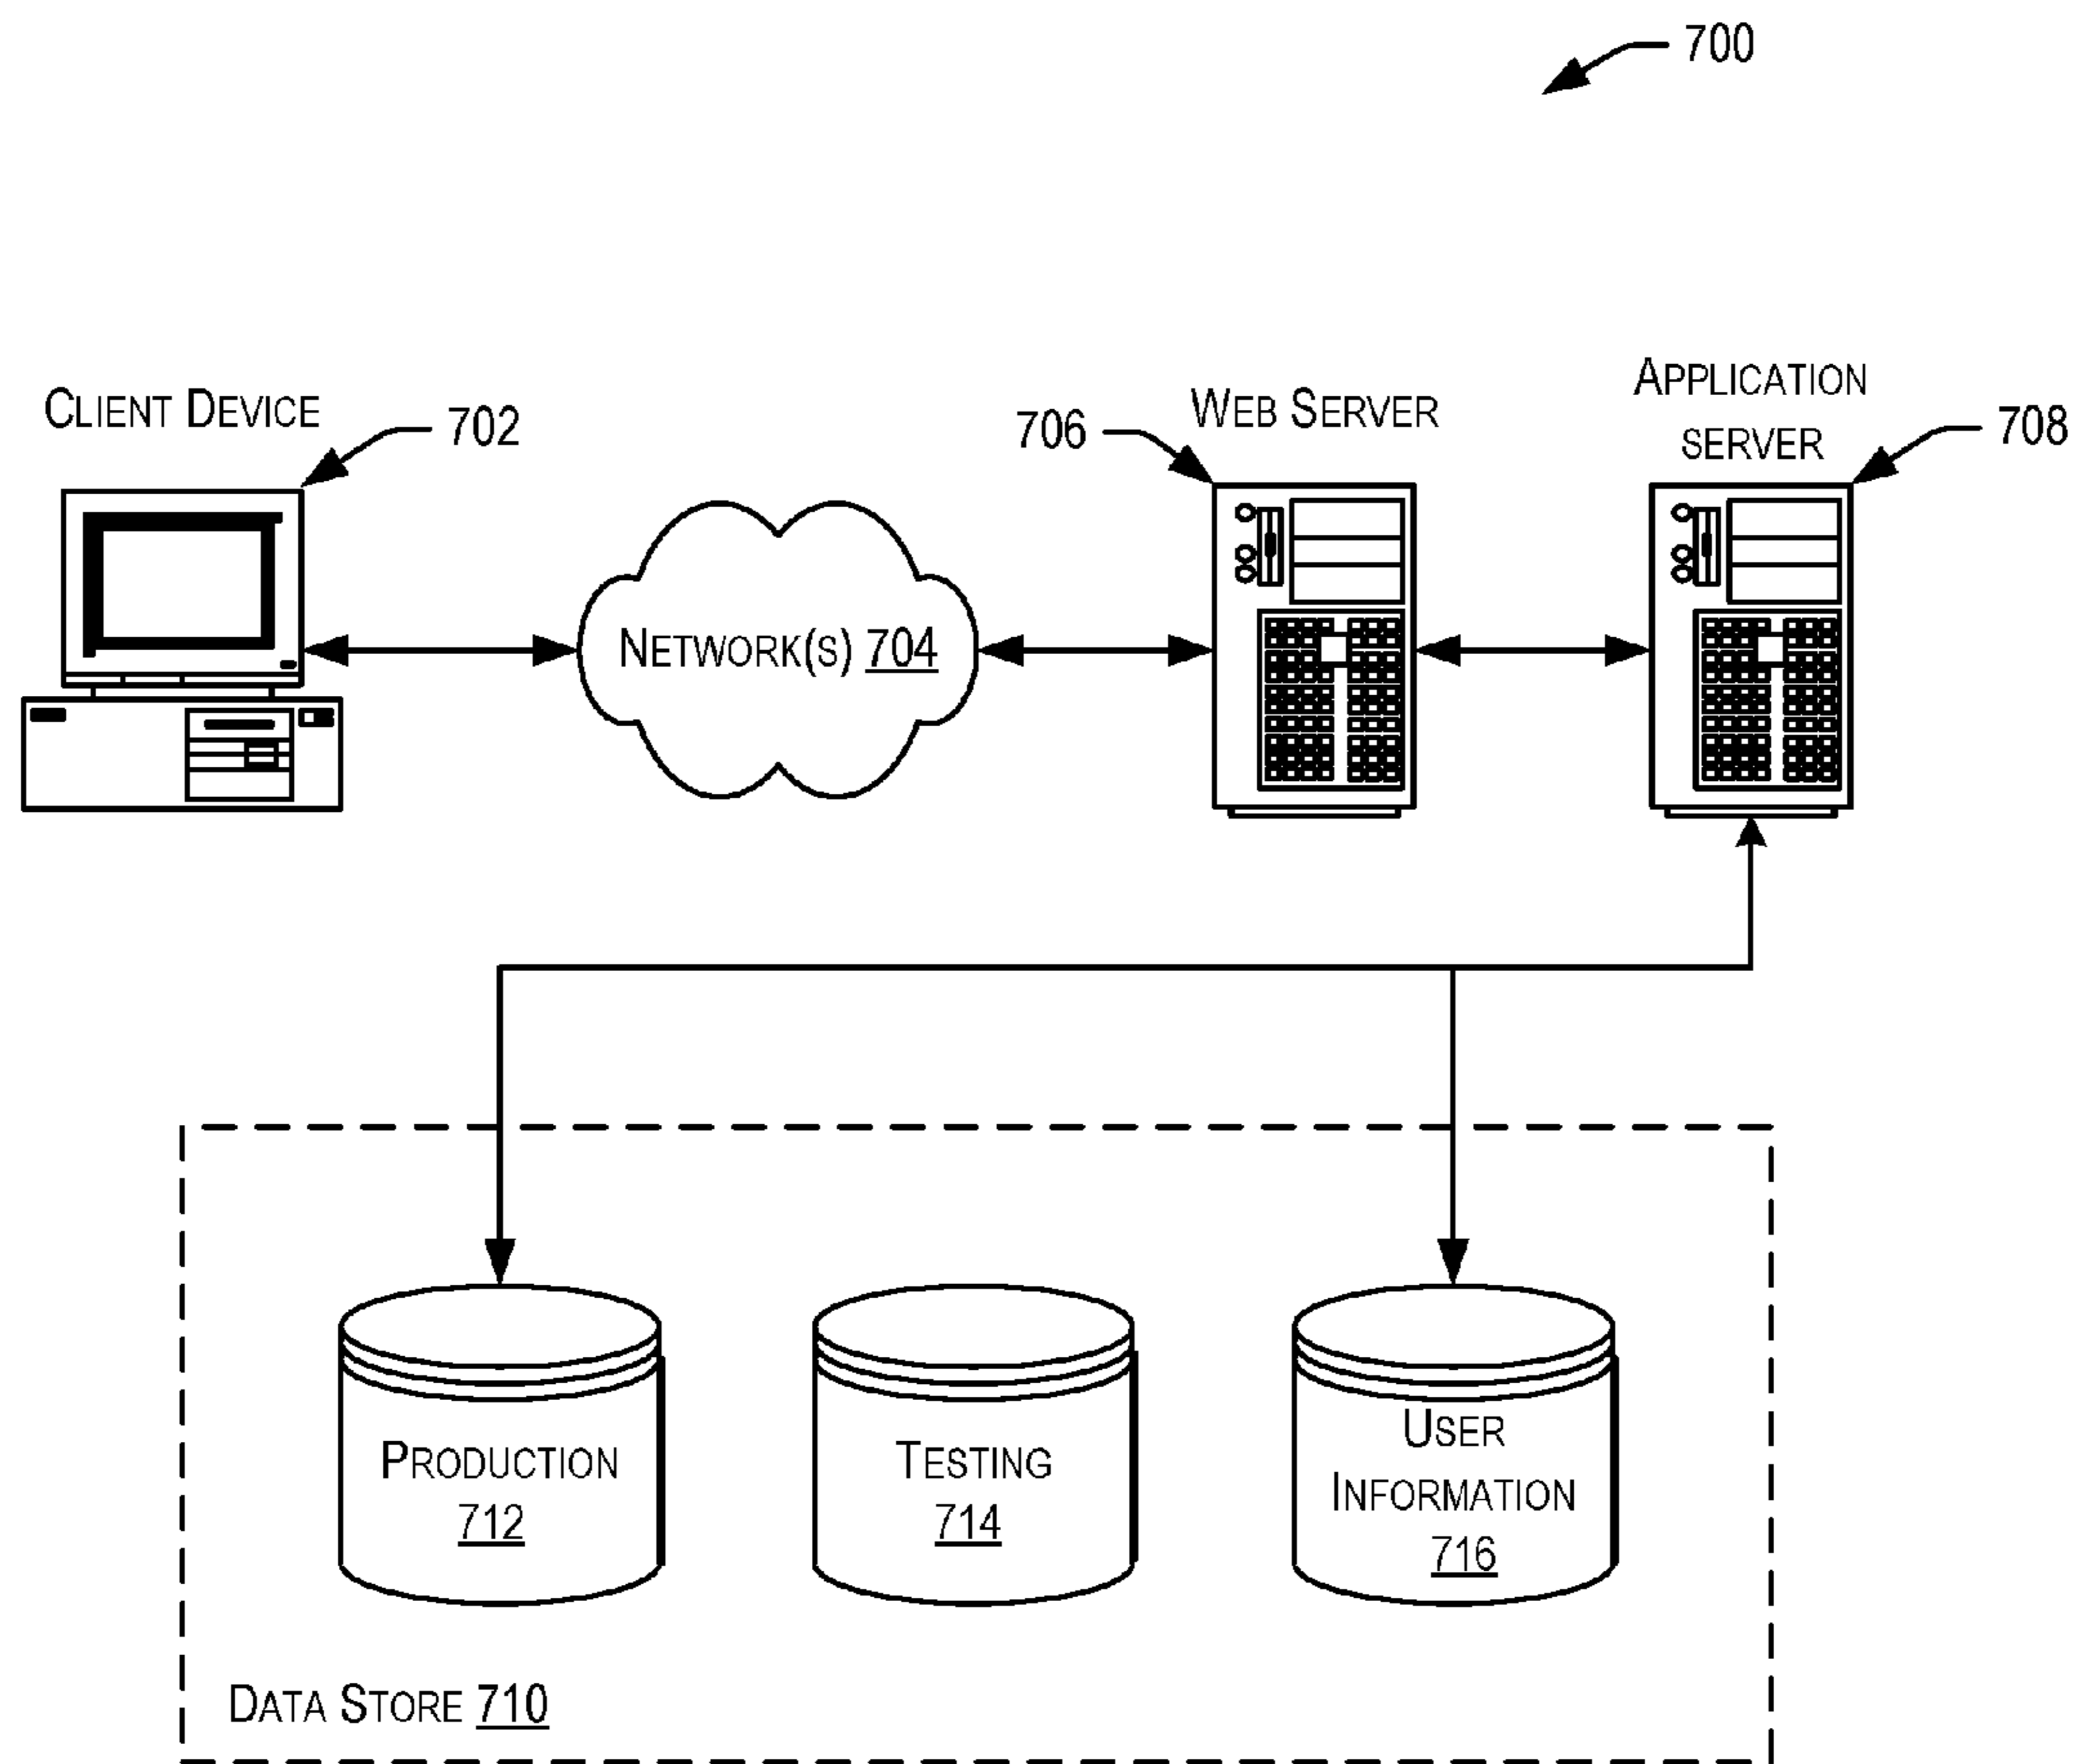 700
CLIENT DEVICE
702
706
WEB SERVER
APPLICATION
SERVER
708
NETWORK(S) 704
PRODUCTION
712
TESTING
714
USER
INFORMATION
716
DATA STORE 710